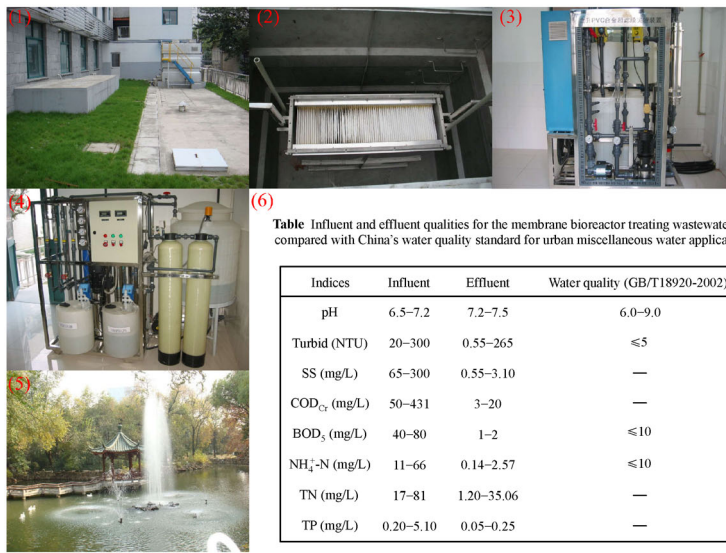 (1)
(2)
(3)
(4)
(5)
(6)
Table Influent and effluent qualities for the membrane bioreactor treating
compared with China's water quality standard for urban miscellaneous water
Indices Influent Effluent Water quality (GB/T18920-2002)
pH 6.5–7.2 7.2–7.5 6.0–9.0
Turbid (NTU) 20–300 0.55–265 ⩽5
SS (mg/L) 65–300 0.55–3.10 —
COD_Cr (mg/L) 50–431 3–20 —
BOD₅ (mg/L) 40–80 1–2 ⩽10
NH₄⁺-N (mg/L) 11–66 0.14–2.57 ⩽10
TN (mg/L) 17–81 1.20–35.06 —
TP (mg/L) 0.20–5.10 0.05–0.25 —